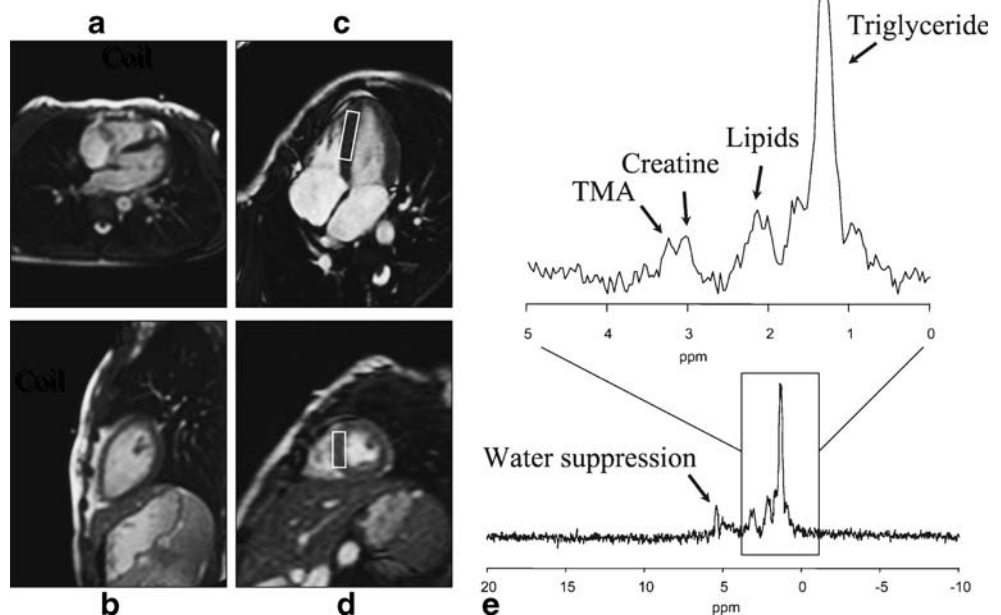 a
c
Coil
Coil
b
d
Triglyceride
Lipids
Creatine
TMA
5 4 3 2 1 0
ppm
Water suppression
20 15 10 5 0 -5 -10
ppm
e